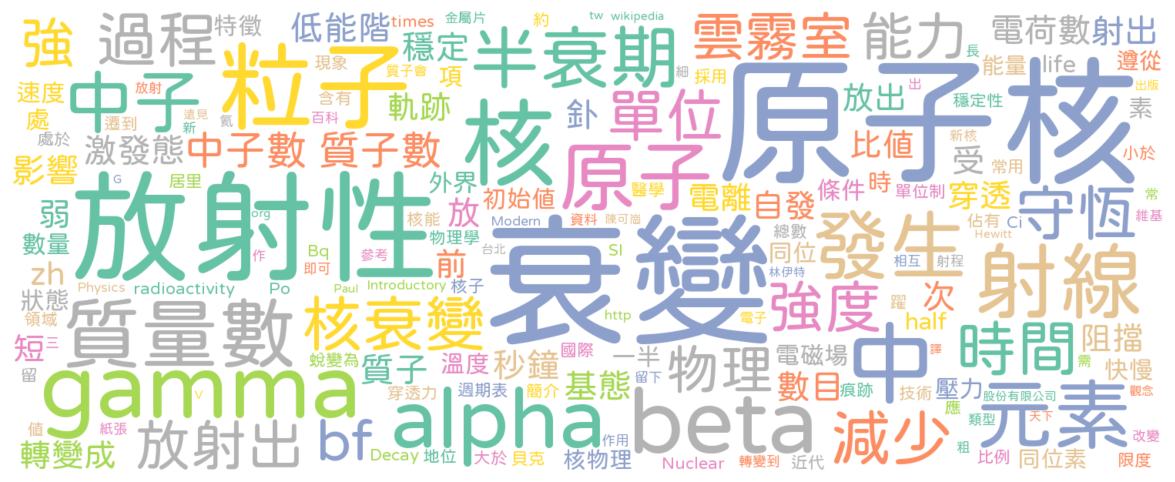 強 過程 特徵 低能階 times 金屬片 約 tw wikipedia 雲霧室 能力 電荷數 射出
粒子 現象 穩定 質子會 半衰期 細 項 採用 能量 life 遵從 長 出版
中子 放射 速度 含有 軌跡 釙 單位 原子核 放出 出 穩定性 素
處 遷到 新 百科 遠見 氦 核 比值 新核 小於
處於 激發態 中子數 質子數 原子 受 常用
影響 G 居里 外界 初始值 醫學 電離 自發 條件 時 單位制 穿透 守恆 常
弱 放射性 org 核能 放 Modern 資料 陳可崗 總數 發生 佔有 Ci 維基
數量 作 Bq 參考 物理學 衰變 台北 SI 同位 相互 射程 Hewitt
zh 即可 前 林伊特 射線
狀態 radioactivity Physics Po Paul Introductory 核子 強度 躍 次
領域 質量數 核衰變 http 電子 half
短 三 蛻變為 質子 溫度 秒鐘 國際 一半 物理 電磁場 中 譯 時間 阻擋
留 gamma 穿透力 週期表 簡介 基態 留下 數目 痕跡 技術 壓力 需 快慢
V alpha beta 股份有限公司 觀念
值 紙張 放射出 bf 作用 減少 應 類型 天下 元素
轉變成 Decay 地位 大於 貝克 核物理 Nuclear 轉變到 近代 粗 比例 同位素 改變 限度